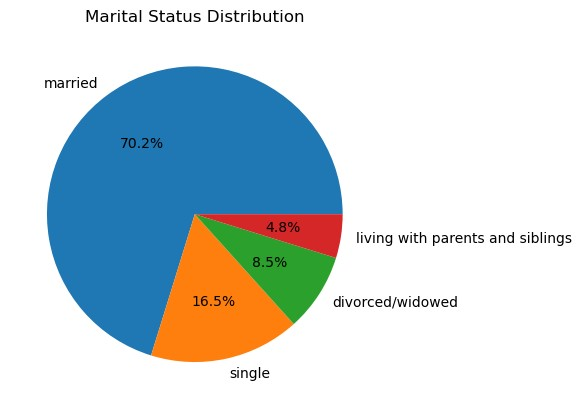 Marital Status Distribution
married
70.2%
4.8%
living with parents and siblings
8.5%
divorced/widowed
16.5%
single